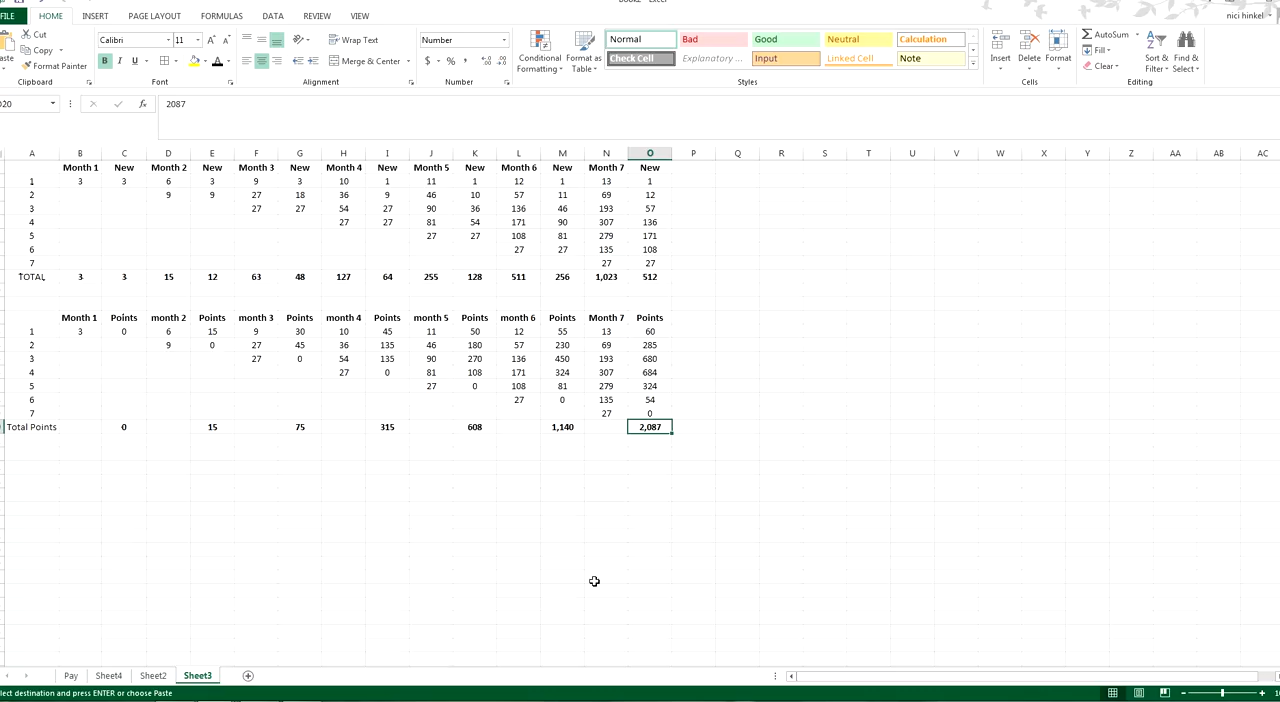 nici hinkel
FILE HOME INSERT PAGE LAYOUT FORMULAS DATA REVIEW VIEW
Cut
Copy
Format Painter
Clipboard
Calibri 11
B I U
Font
Wrap Text
Merge & Center
Alignment
Number
$ % ,
Number
Conditional Formatting
Format as Table
Normal Bad Good Neutral Calculation
Check Cell Explanatory ... Input Linked Cell Note
Styles
Insert Delete Format
Cells
AutoSum
Fill
Clear
Sort & Filter
Find & Select
Editing
fx 2087
A B C D E F G H I J K L M N O P Q R S T U V W X Y Z AA AB AC
Month 1 New Month 2 New Month 3 New Month 4 New Month 5 New Month 6 New Month 7 New
1 3 3 6 3 9 3 10 1 11 1 12 1 13 1
2 9 9 27 18 36 9 46 10 57 11 69 12
3 27 27 54 27 90 36 136 46 193 57
4 27 27 81 54 171 90 307 136
5 27 27 108 81 279 171
6 27 27 135 108
7 27 27
TOTAL 3 3 15 12 63 48 127 64 255 128 511 256 1,023 512
Month 1 Points month 2 Points month 3 Points month 4 Points month 5 Points month 6 Points Month 7 Points
1 3 0 6 15 9 30 10 45 11 50 12 55 13 60
2 9 0 27 45 36 135 46 180 57 230 69 285
3 27 0 54 135 90 270 136 450 193 680
4 27 0 81 108 171 324 307 684
5 27 0 108 81 279 324
6 27 0 135 54
7 27 0
Total Points 0 15 75 315 608 1,140 2,087
Pay Sheet4 Sheet2 Sheet3
lect destination and press ENTER or choose Paste